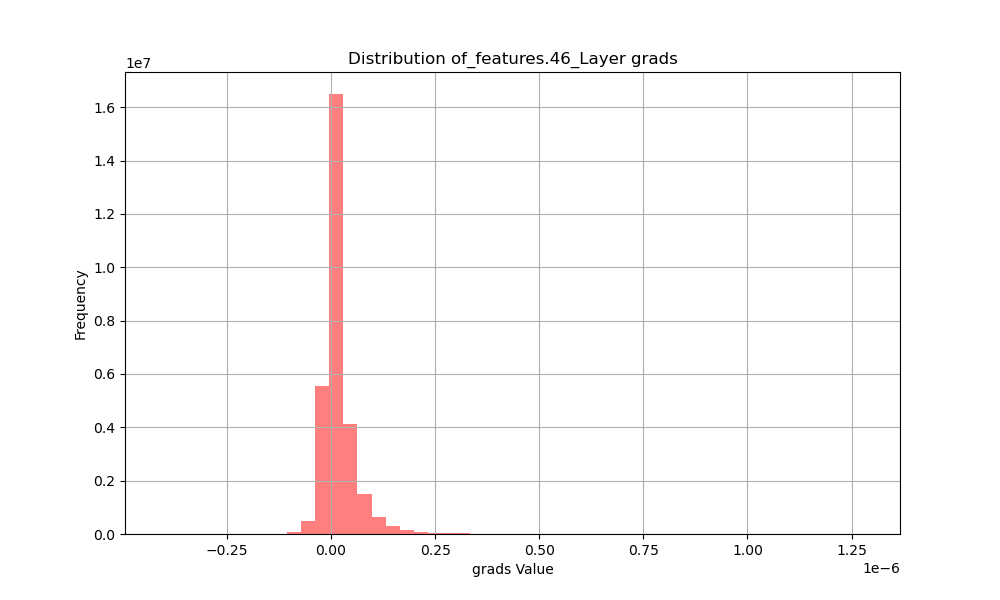 Distribution of_features.46_Layer grads
1e7
1.6
1.4
1.2
1.0
0.8
0.6
0.4
0.2
0.0
Frequency
−0.25 0.00 0.25 0.50 0.75 1.00 1.25
1e−6
grads Value